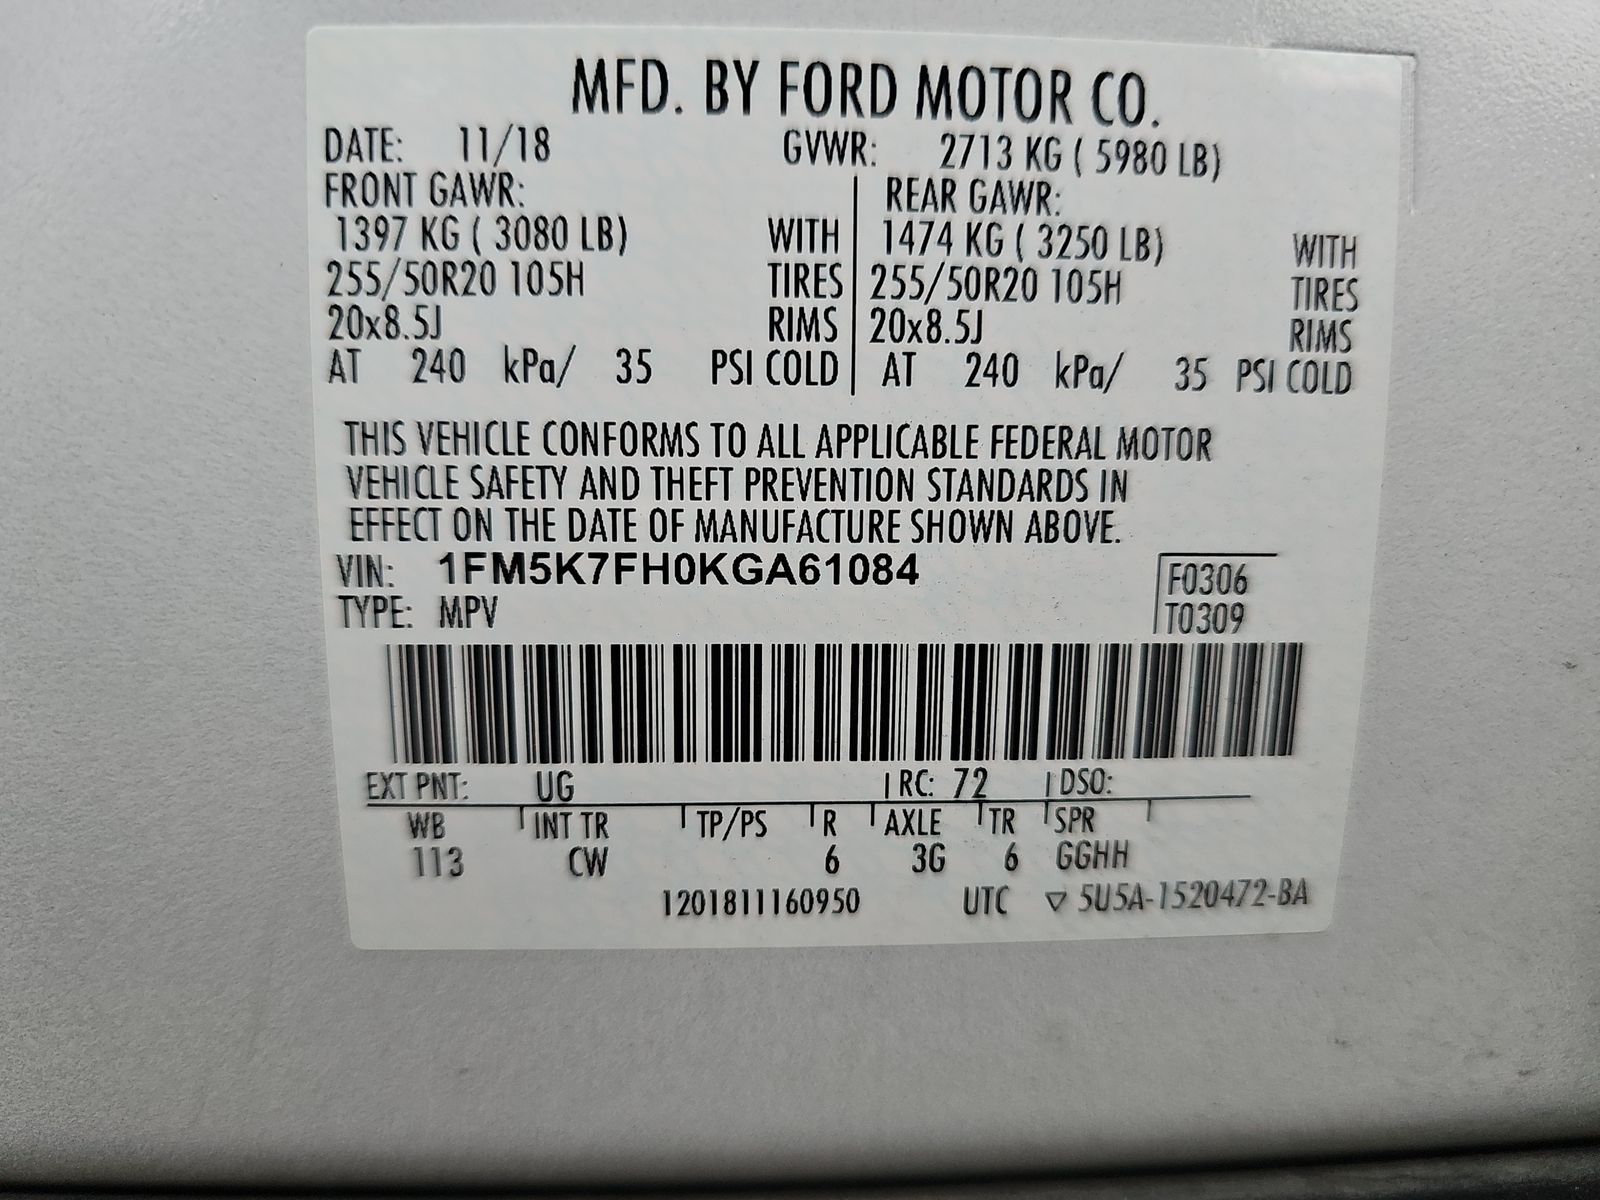 MFD. BY FORD MOTOR CO.
DATE: 11/18 GVWR: 2713 KG ( 5980 LB)
FRONT GAWR: REAR GAWR:
1397 KG ( 3080 LB) WITH 1474 KG ( 3250 LB) WITH
255/50R20 105H TIRES 255/50R20 105H TIRES
20x8.5J RIMS 20x8.5J RIMS
AT 240 kPa/ 35 PSI COLD AT 240 kPa/ 35 PSI COLD
THIS VEHICLE CONFORMS TO ALL APPLICABLE FEDERAL MOTOR
VEHICLE SAFETY AND THEFT PREVENTION STANDARDS IN
EFFECT ON THE DATE OF MANUFACTURE SHOWN ABOVE.
VIN: 1FM5K7FH0KGA61084 F0306
TYPE: MPV T0309
EXT PNT: UG RC: 72 DSO:
WB INT TR TP/PS R AXLE TR SPR
113 CW 6 3G 6 GGHH
1201811160950 UTC ▽ 5U5A-1520472-BA